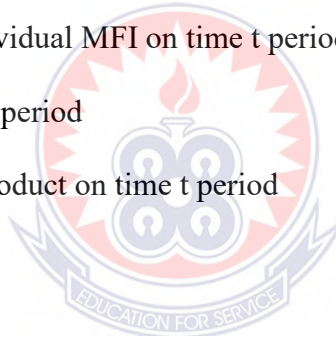 vidual MFI on time t period
period
oduct on time t period
EDUCATION FOR SERVICE